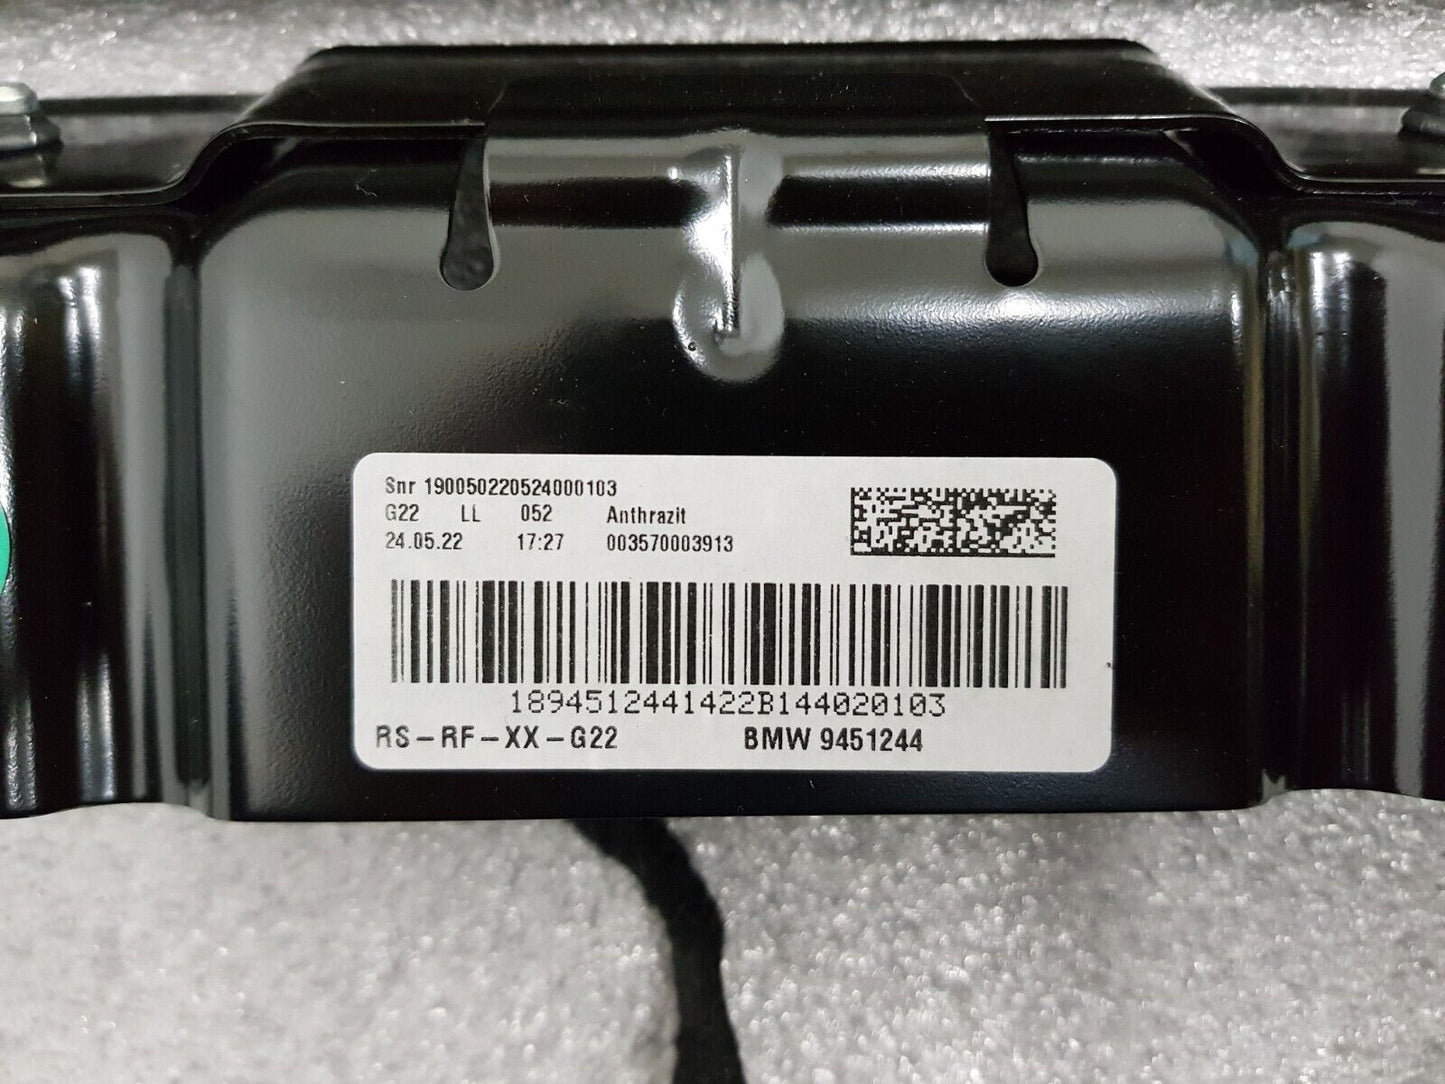 Snr 190050220524000103
G22 LL 052 Anthrazit
24.05.22 17:27 003570003913
1894512441422B144020103
RS-RF-XX-G22 BMW 9451244